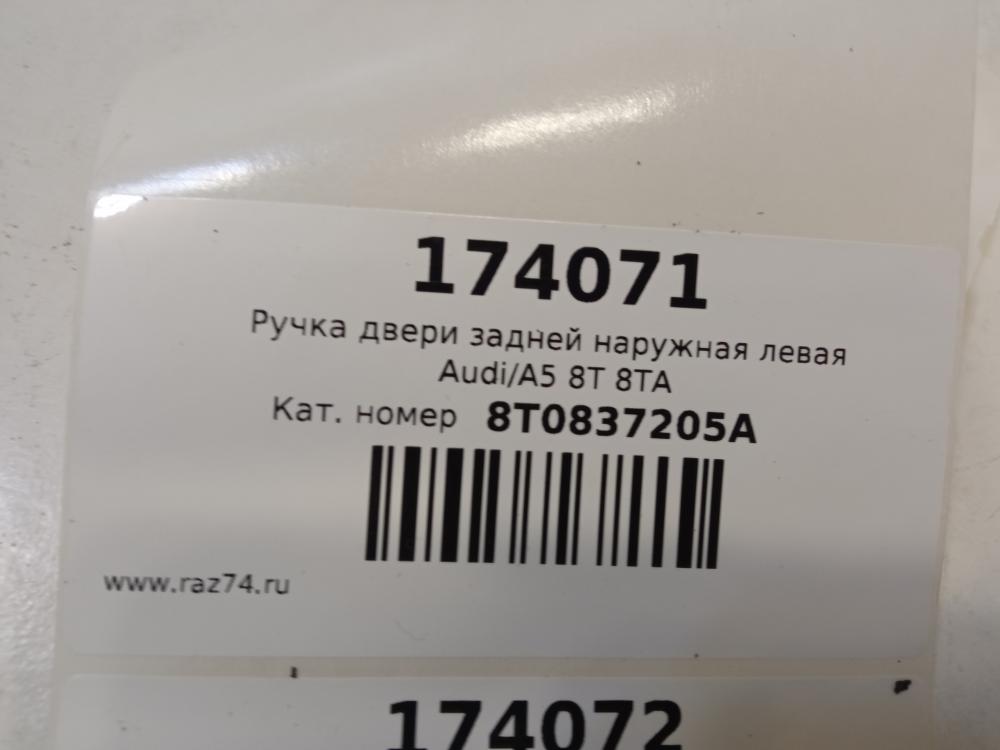 174071
Ручка двери задней наружная левая
Audi/A5 8T 8TA
Кат. номер 8T0837205A
www.raz74.ru
174072